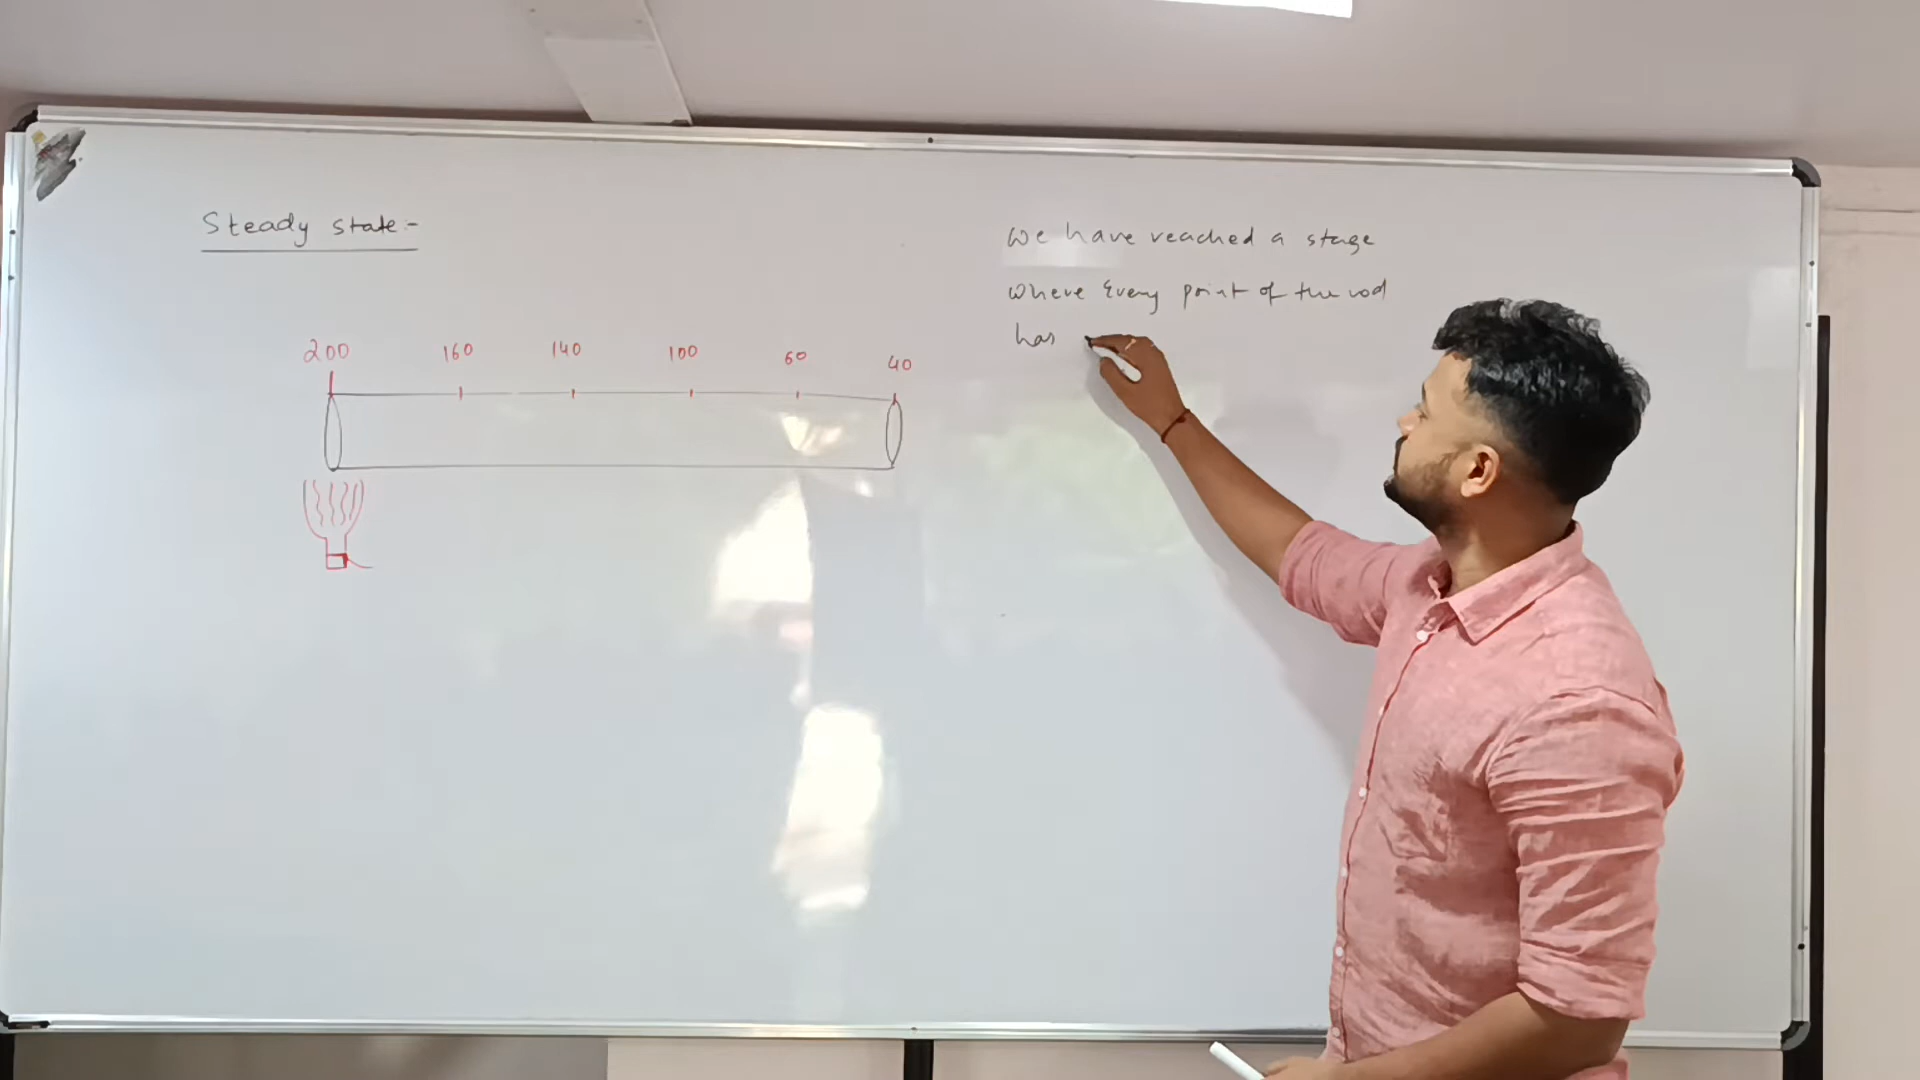 Steady state:-
We have reached a stage
where Every point of the rod
has
200 160 140 100 60 40